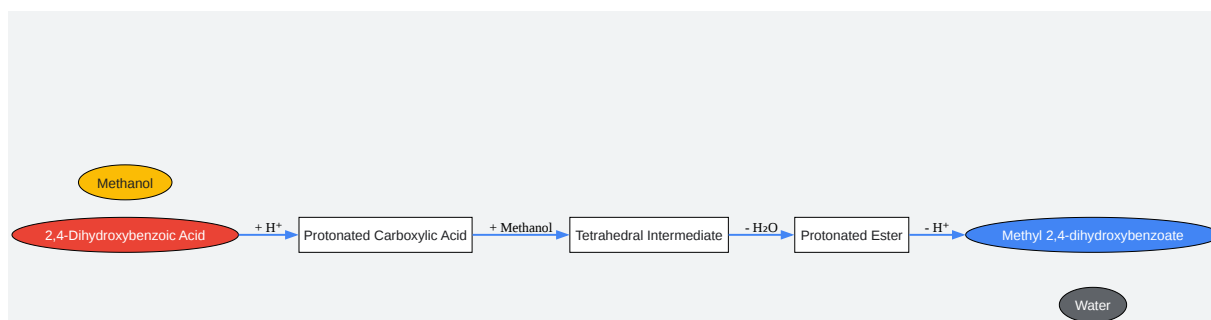 Methanol
2,4-Dihydroxybenzoic Acid
+ H⁺
Protonated Carboxylic Acid
+ Methanol
Tetrahedral Intermediate
- H₂O
Protonated Ester
- H⁺
Methyl 2,4-dihydroxybenzoate
Water